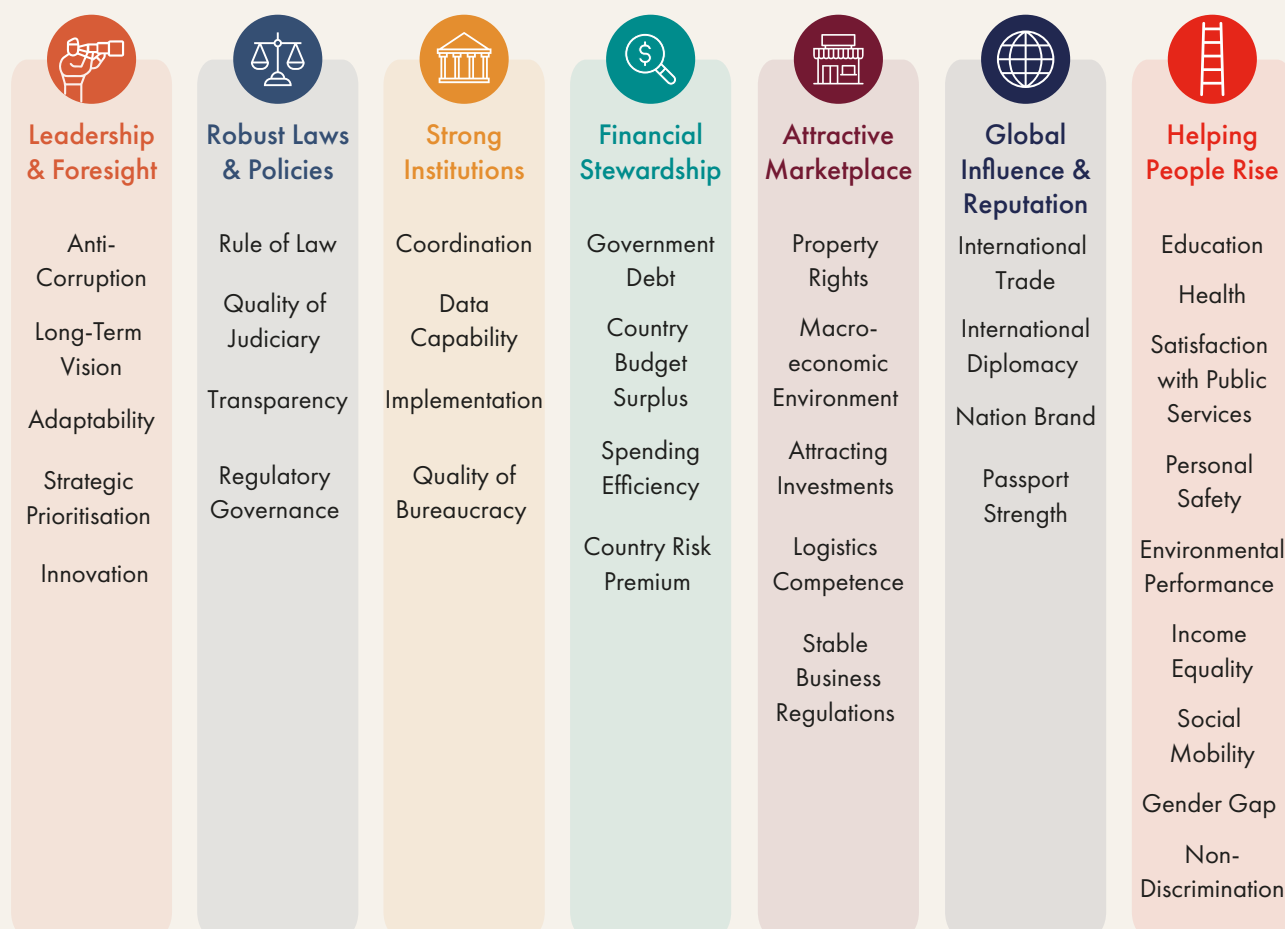 Leadership
& Foresight
Anti-
Corruption
Long-Term
Vision
Adaptability
Strategic
Prioritisation
Innovation
Robust Laws
& Policies
Rule of Law
Quality of
Judiciary
Transparency
Regulatory
Governance
Strong
Institutions
Coordination
Data
Capability
Implementation
Quality of
Bureaucracy
Financial
Stewardship
Government
Debt
Country
Budget
Surplus
Spending
Efficiency
Country Risk
Premium
Attractive
Marketplace
Property
Rights
Macro-
economic
Environment
Attracting
Investments
Logistics
Competence
Stable
Business
Regulations
Global
Influence &
Reputation
International
Trade
International
Diplomacy
Nation Brand
Passport
Strength
Helping
People Rise
Education
Health
Satisfaction
with Public
Services
Personal
Safety
Environmental
Performance
Income
Equality
Social
Mobility
Gender Gap
Non-
Discrimination